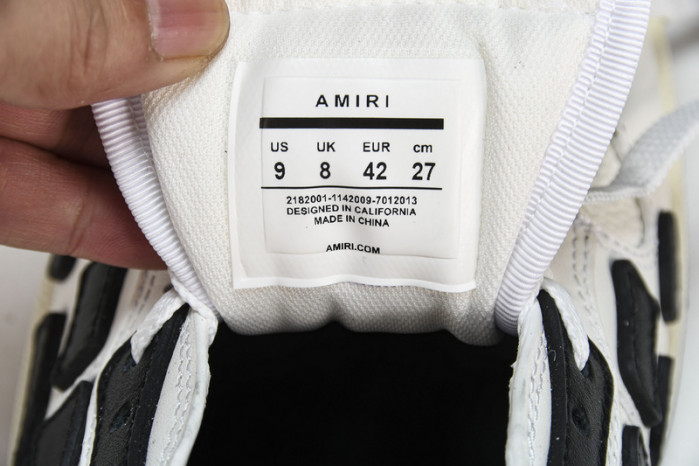 AMIRI
US UK EUR cm
9 8 42 27
2182001-1142009-7012013
DESIGNED IN CALIFORNIA
MADE IN CHINA
AMIRI.COM